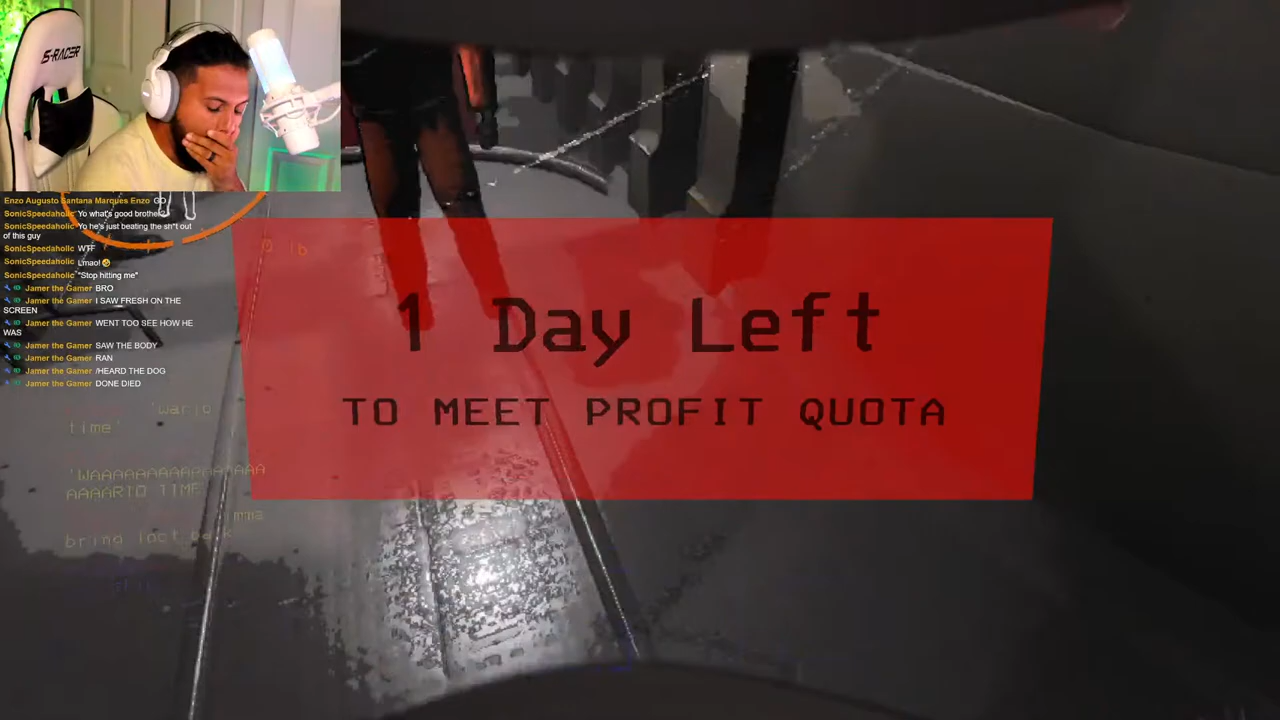 S-RACER
Enzo Augusto Santana Marques Enzo GO
SonicSpeedaholic Yo what's good brother?
SonicSpeedaholic Yo he's just beating the sh*t out
of this guy
SonicSpeedaholic WTF
SonicSpeedaholic Lmao! 🤣
SonicSpeedaholic "Stop hitting me"
Jamer the Gamer BRO
Jamer the Gamer I SAW FRESH ON THE
SCREEN
Jamer the Gamer WENT TOO SEE HOW HE
WAS
Jamer the Gamer SAW THE BODY
Jamer the Gamer RAN
Jamer the Gamer /HEARD THE DOG
Jamer the Gamer DONE DIED
0 lb
1 Day Left
TO MEET PROFIT QUOTA
'wario
time'
TIME'
bring